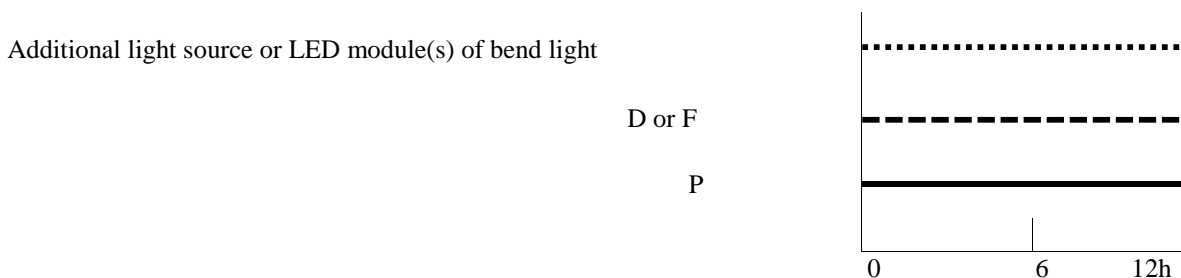 Additional light source or LED module(s) of bend light
D or F
P
0 6 12h